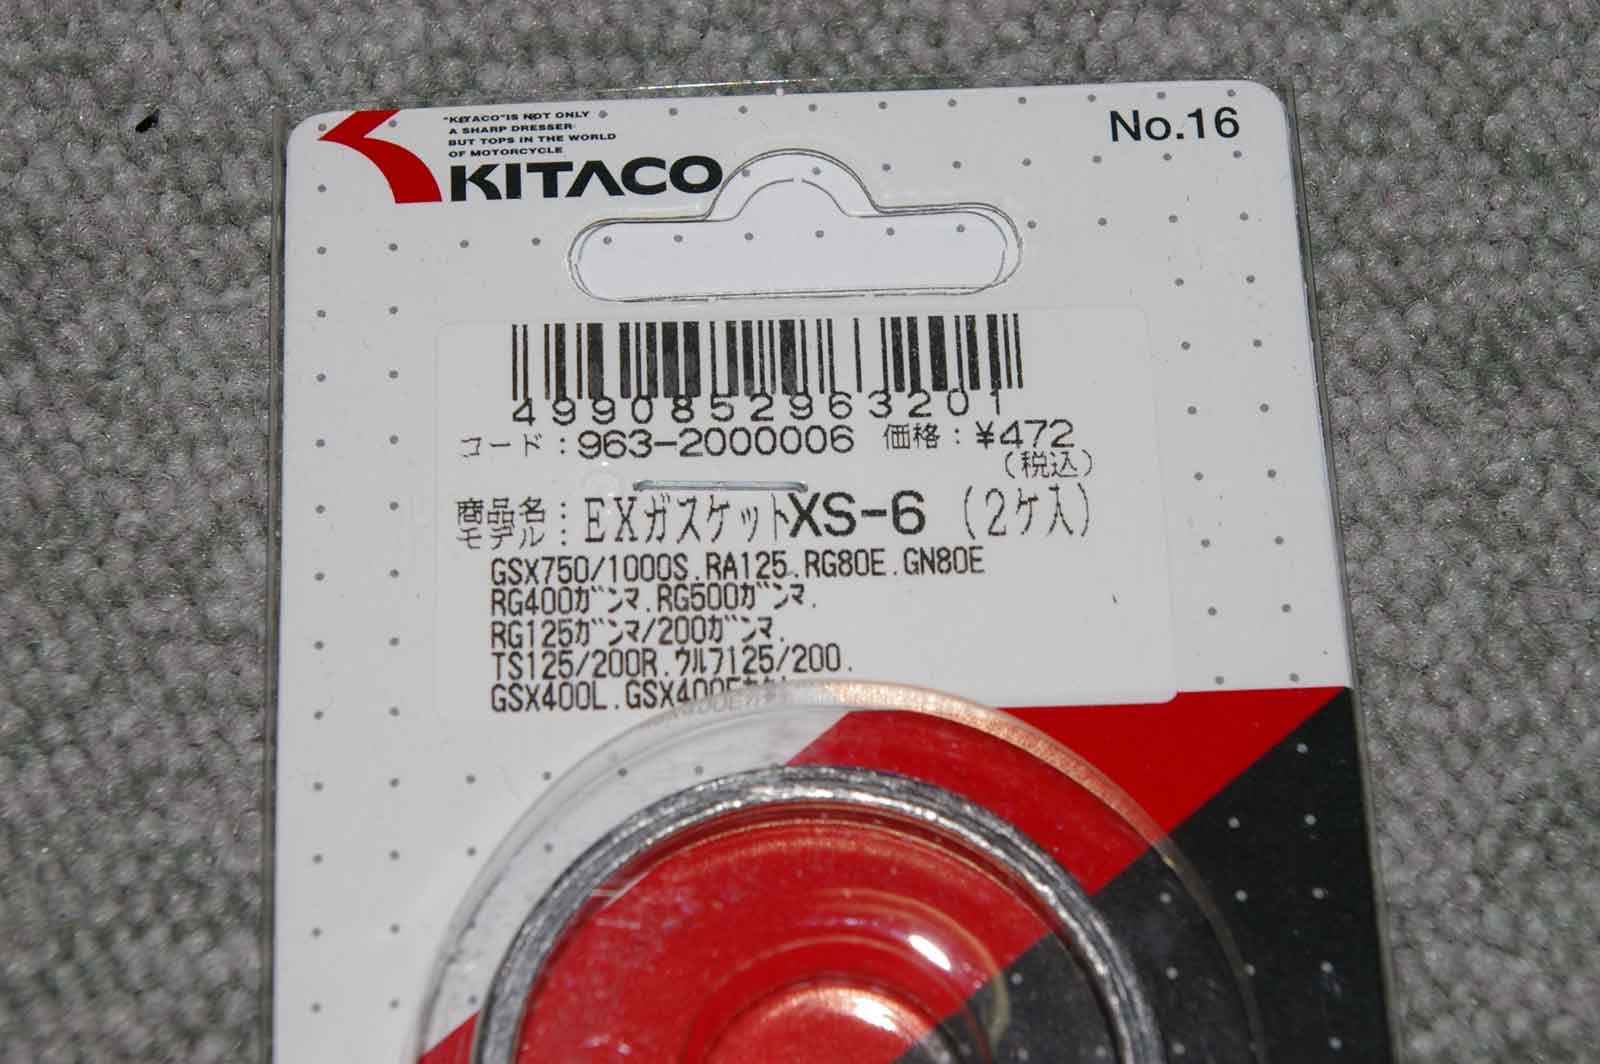 "KITACO"IS NOT ONLY
A SHARP DRESSER·
BUT TOPS IN THE WORLD
OF MOTORCYCLE
KITACO
No.16
4990852963201
コード:963-2000006 価格:¥472
(税込)
商品名:
モデル:
EXガスケットXS-6 (2ケ入)
GSX750/1000S.RA125.RG80E.GN80E
RG400ガンマ.RG500ガンマ.
RG125ガンマ/200ガンマ.
TS125/200R.ウルフ125/200.
GSX400L.GSX400E